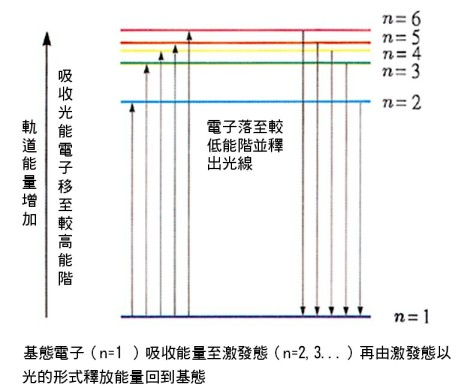 n=6
n=5
n=4
n=3
n=2
軌道能量增加
吸收光能電子移至較高能階
電子落至較
低能階並釋
出光線
n=1
基態電子(n=1 )吸收能量至激發態(n=2,3...)再由激發態以
光的形式釋放能量回到基態